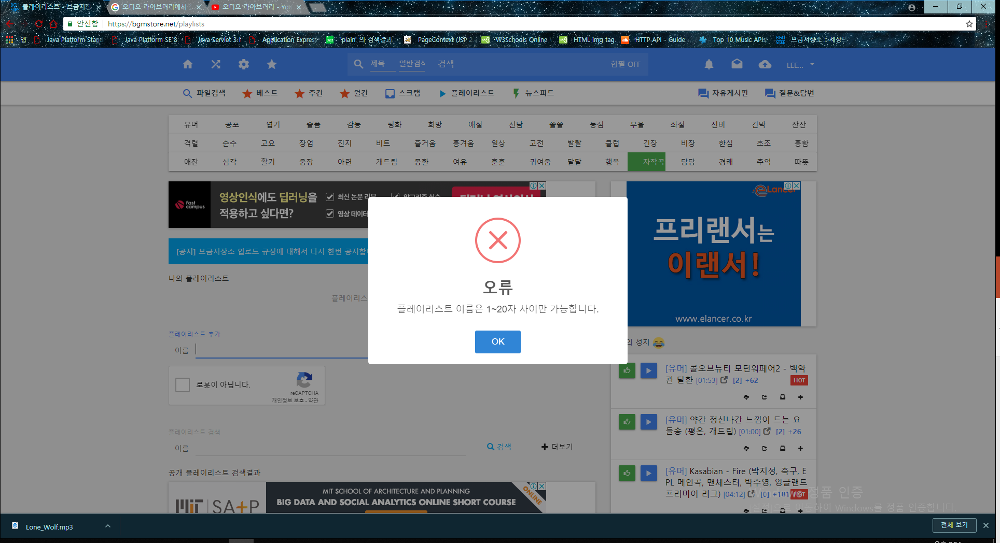 플레이리스트 - 브금저
오디오 라이브러리에서
오디오 라이브러리 - Yo
안전함 https://bgmstore.net/playlists
앱 Java Platform Stand Java Platform SE 8 Java Servlet 3.1 Application Expres 'plain' 의 검색결과 PageContext (JSP 2 W3Schools Online HTML img tag HTTP API - Guide Top 10 Music APIs 브금저장소 :: 세상
제목 일반검색 검색 합필 OFF LEE...
파일검색 베스트 주간 월간 스크랩 플레이리스트 뉴스피드 자유게시판 질문&답변
유머 공포 엽기 슬픔 감동 평화 희망 애절 신남 쓸쓸 동심 우울 좌절 신비 긴박 잔잔
격렬 순수 고요 장엄 진지 비트 즐거움 흥겨움 일상 고전 발랄 클럽 긴장 비장 한심 초조 흥함
애잔 심각 활기 웅장 아련 개드립 몽환 여유 훈훈 귀여움 달달 행복 자작곡 당당 경쾌 추억 따뜻
fast campus
영상인식에도 딥러닝을
적용하고 싶다면?
최신 논문 리뷰
영상 데이터
eLancer
프리랜서는
이랜서!
www.elancer.co.kr
[공지] 브금저장소 업로드 규정에 대해서 다시 한번 공지합니
나의 플레이리스트
플레이리스
오류
플레이리스트 이름은 1~20자 사이만 가능합니다.
OK
플레이리스트 추가
이름
로봇이 아닙니다.
reCAPTCHA
개인정보 보호 - 약관
플레이리스트 검색
이름 검색 더보기
공개 플레이리스트 검색결과
MIT SA+P
MIT SCHOOL OF ARCHITECTURE AND PLANNING
BIG DATA AND SOCIAL ANALYTICS ONLINE SHORT COURSE
ONLINE
의 성지
[유머] 콜오브듀티 모던워페어2 - 백악
관 탈환 [01:53] [2] +62 HOT
[유머] 약간 정신나간 느낌이 드는 요
들송 (평온, 개드립) [01:00] [2] +26
[유머] Kasabian - Fire (박지성, 축구, E
PL 메인곡, 맨체스터, 박주영, 잉글랜드
프리미어 리그) [04:12] [0] +181 HOT
Windows 정품 인증
[설정]으로 이동하여 Windows를 정품 인증합니다.
Lone_Wolf.mp3
전체 보기